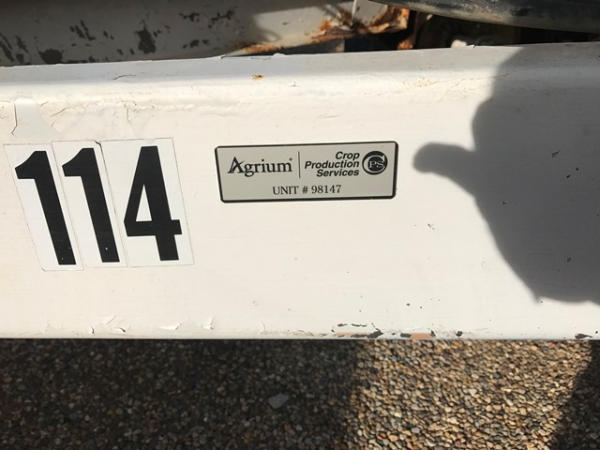 114
Agrium® Crop
Production
Services CPS
UNIT # 98147